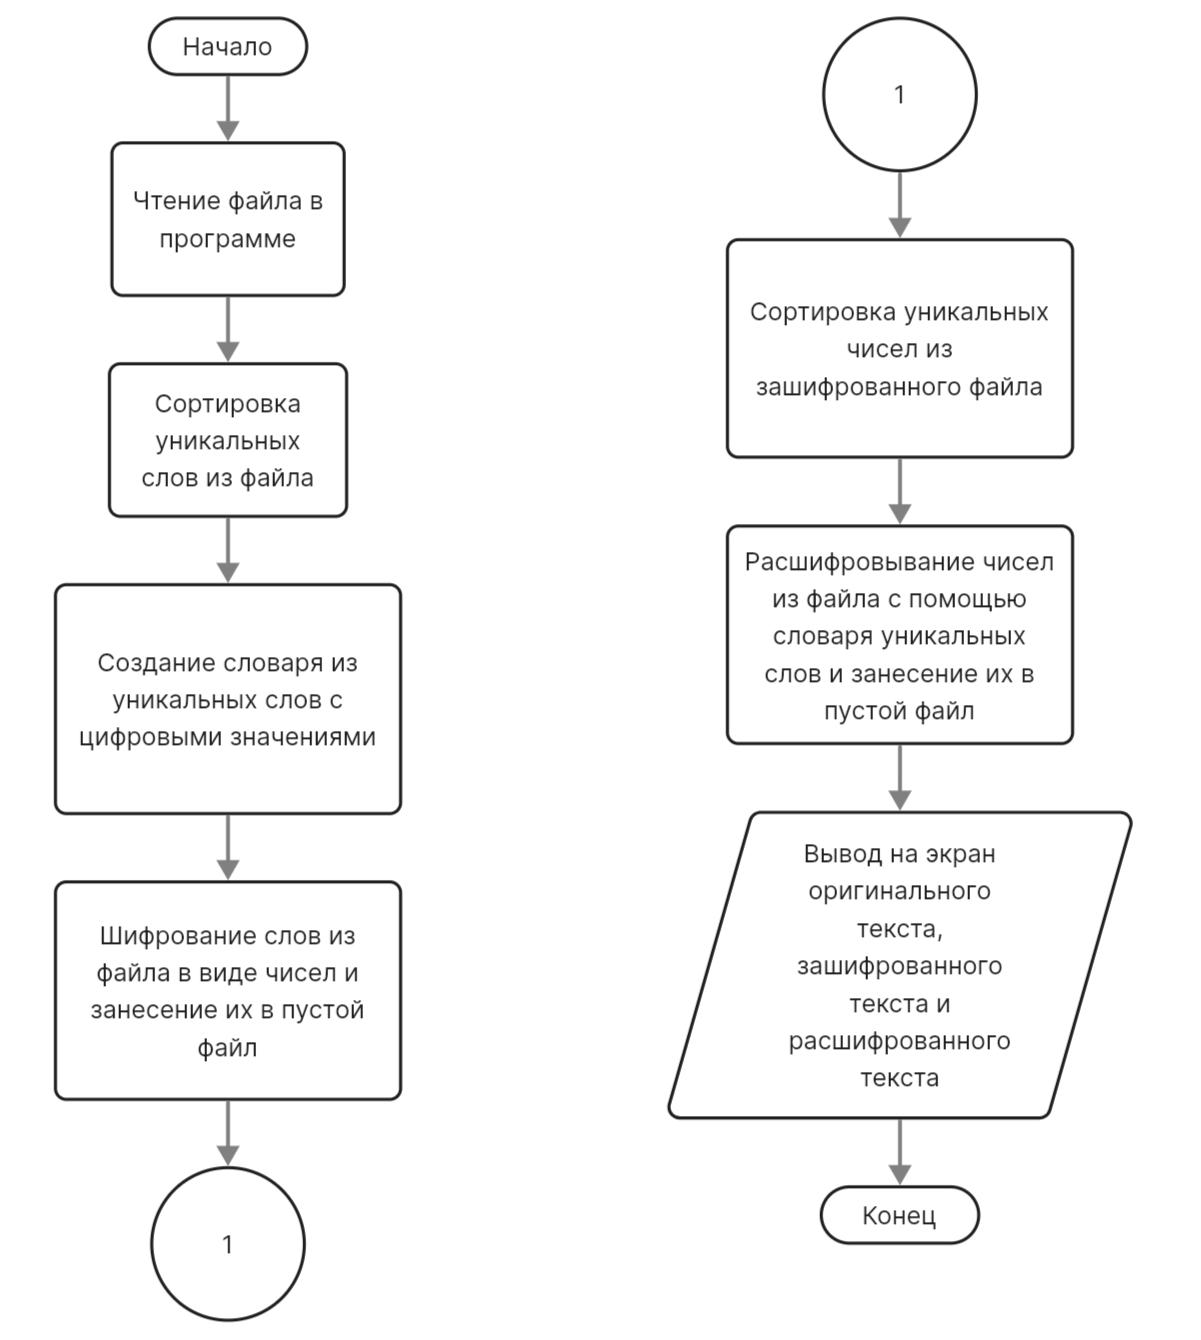 Начало
Чтение файла в
программе
Сортировка
уникальных
слов из файла
Создание словаря из
уникальных слов с
цифровыми значениями
Шифрование слов из
файла в виде чисел и
занесение их в пустой
файл
1
1
Сортировка уникальных
чисел из
зашифрованного файла
Расшифровывание чисел
из файла с помощью
словаря уникальных
слов и занесение их в
пустой файл
Вывод на экран
оригинального
текста,
зашифрованного
текста и
расшифрованного
текста
Конец